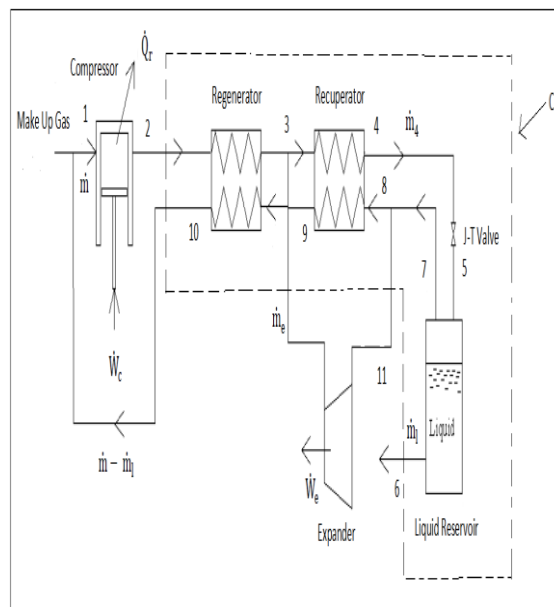 Q̇r
Compressor
Regenerator
Recuperator
C
1
2
3
4
ṁ4
Make Up Gas
ṁ
8
J-T Valve
10
9
7
5
ṁe
Ẇc
11
ṁ − ṁl
Liquid
ṁl
Ẇe
6
Expander
Liquid Reservoir